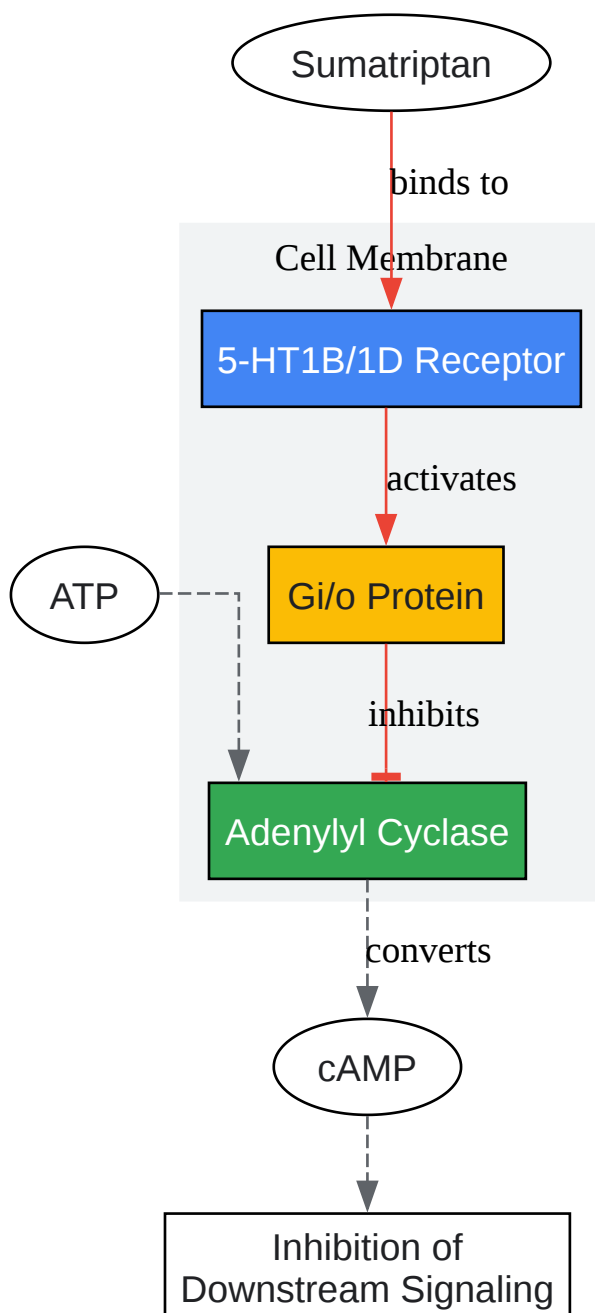 Sumatriptan
binds to
Cell Membrane
5-HT1B/1D Receptor
activates
ATP
Gi/o Protein
inhibits
Adenylyl Cyclase
converts
cAMP
Inhibition of
Downstream Signaling